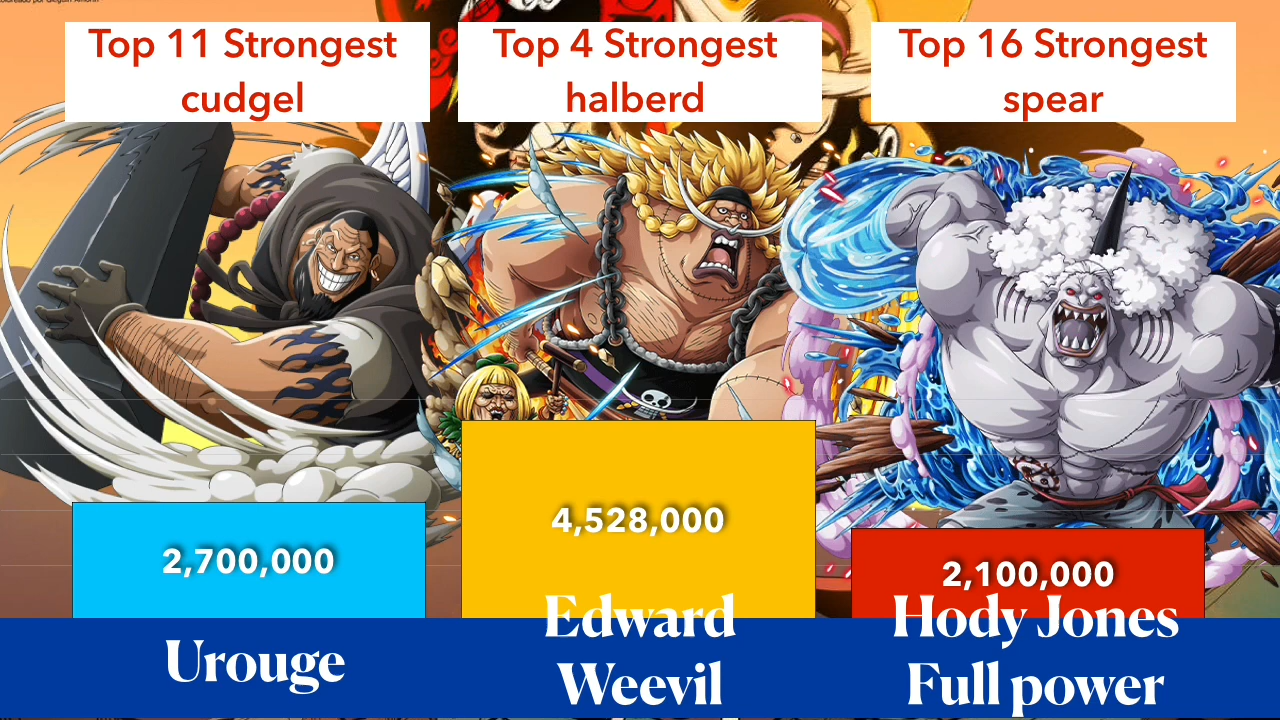 Top 11 Strongest
cudgel
Top 4 Strongest
halberd
Top 16 Strongest
spear
2,700,000
4,528,000
2,100,000
Urouge
Edward
Weevil
Hody Jones
Full power